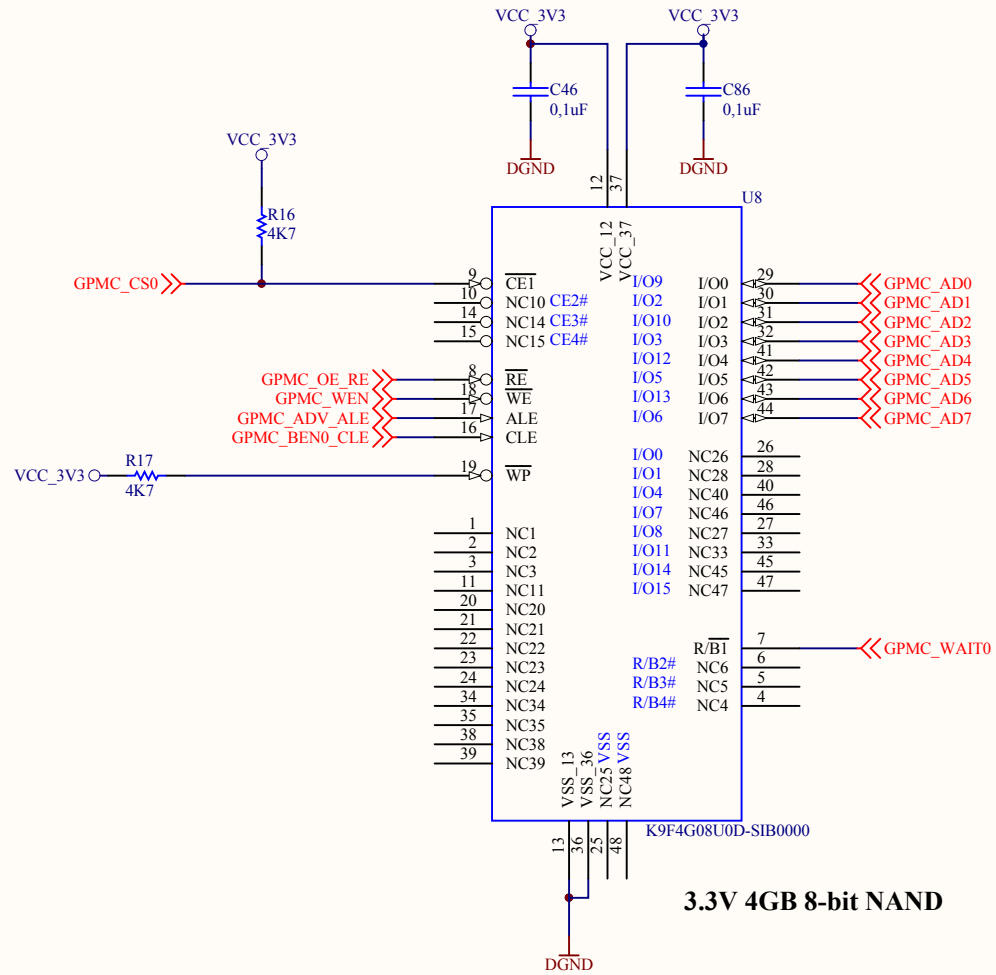 VCC_3V3
VCC_3V3
C46
0,1uF
C86
0,1uF
DGND
DGND
VCC_3V3
R16
4K7
12
37
U8
VCC_12
VCC_37
GPMC_CS0
9
CE1
I/O9
I/O0
29
GPMC_AD0
10
NC10
CE2#
I/O2
I/O1
30
GPMC_AD1
14
NC14
CE3#
I/O10
I/O2
31
GPMC_AD2
15
NC15
CE4#
I/O3
I/O3
32
GPMC_AD3
I/O12
I/O4
41
GPMC_AD4
GPMC_OE_RE
8
RE
I/O5
I/O5
42
GPMC_AD5
GPMC_WEN
18
WE
I/O13
I/O6
43
GPMC_AD6
GPMC_ADV_ALE
17
ALE
I/O6
I/O7
44
GPMC_AD7
GPMC_BEN0_CLE
16
CLE
I/O0
NC26
26
VCC_3V3
R17
4K7
19
WP
I/O1
NC28
28
I/O4
NC40
40
I/O7
NC46
46
1
NC1
I/O8
NC27
27
2
NC2
I/O11
NC33
33
3
NC3
I/O14
NC45
45
11
NC11
I/O15
NC47
47
20
NC20
21
NC21
22
NC22
R/B1
7
GPMC_WAIT0
23
NC23
R/B2#
NC6
6
24
NC24
R/B3#
NC5
5
34
NC34
R/B4#
NC4
4
35
NC35
38
NC38
39
NC39
VSS_13
VSS_36
NC25 VSS
NC48 VSS
13
36
25
48
K9F4G08U0D-SIB0000
3.3V 4GB 8-bit NAND
DGND